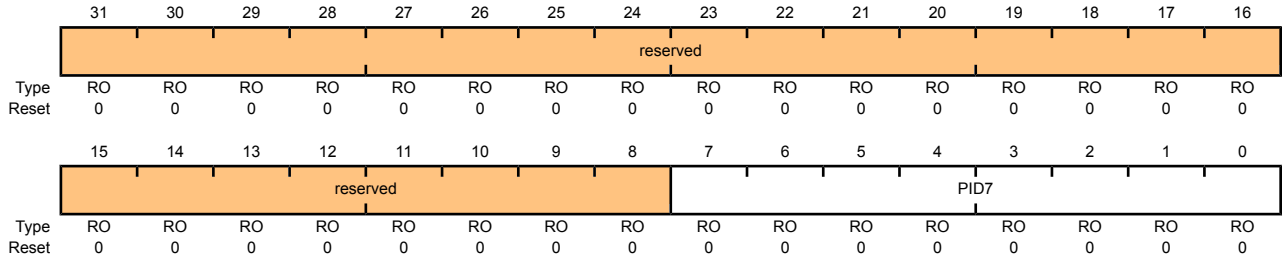 31 30 29 28 27 26 25 24 23 22 21 20 19 18 17 16
reserved
Type RO RO RO RO RO RO RO RO RO RO RO RO RO RO RO RO
Reset 0 0 0 0 0 0 0 0 0 0 0 0 0 0 0 0
15 14 13 12 11 10 9 8 7 6 5 4 3 2 1 0
reserved PID7
Type RO RO RO RO RO RO RO RO RO RO RO RO RO RO RO RO
Reset 0 0 0 0 0 0 0 0 0 0 0 0 0 0 0 0